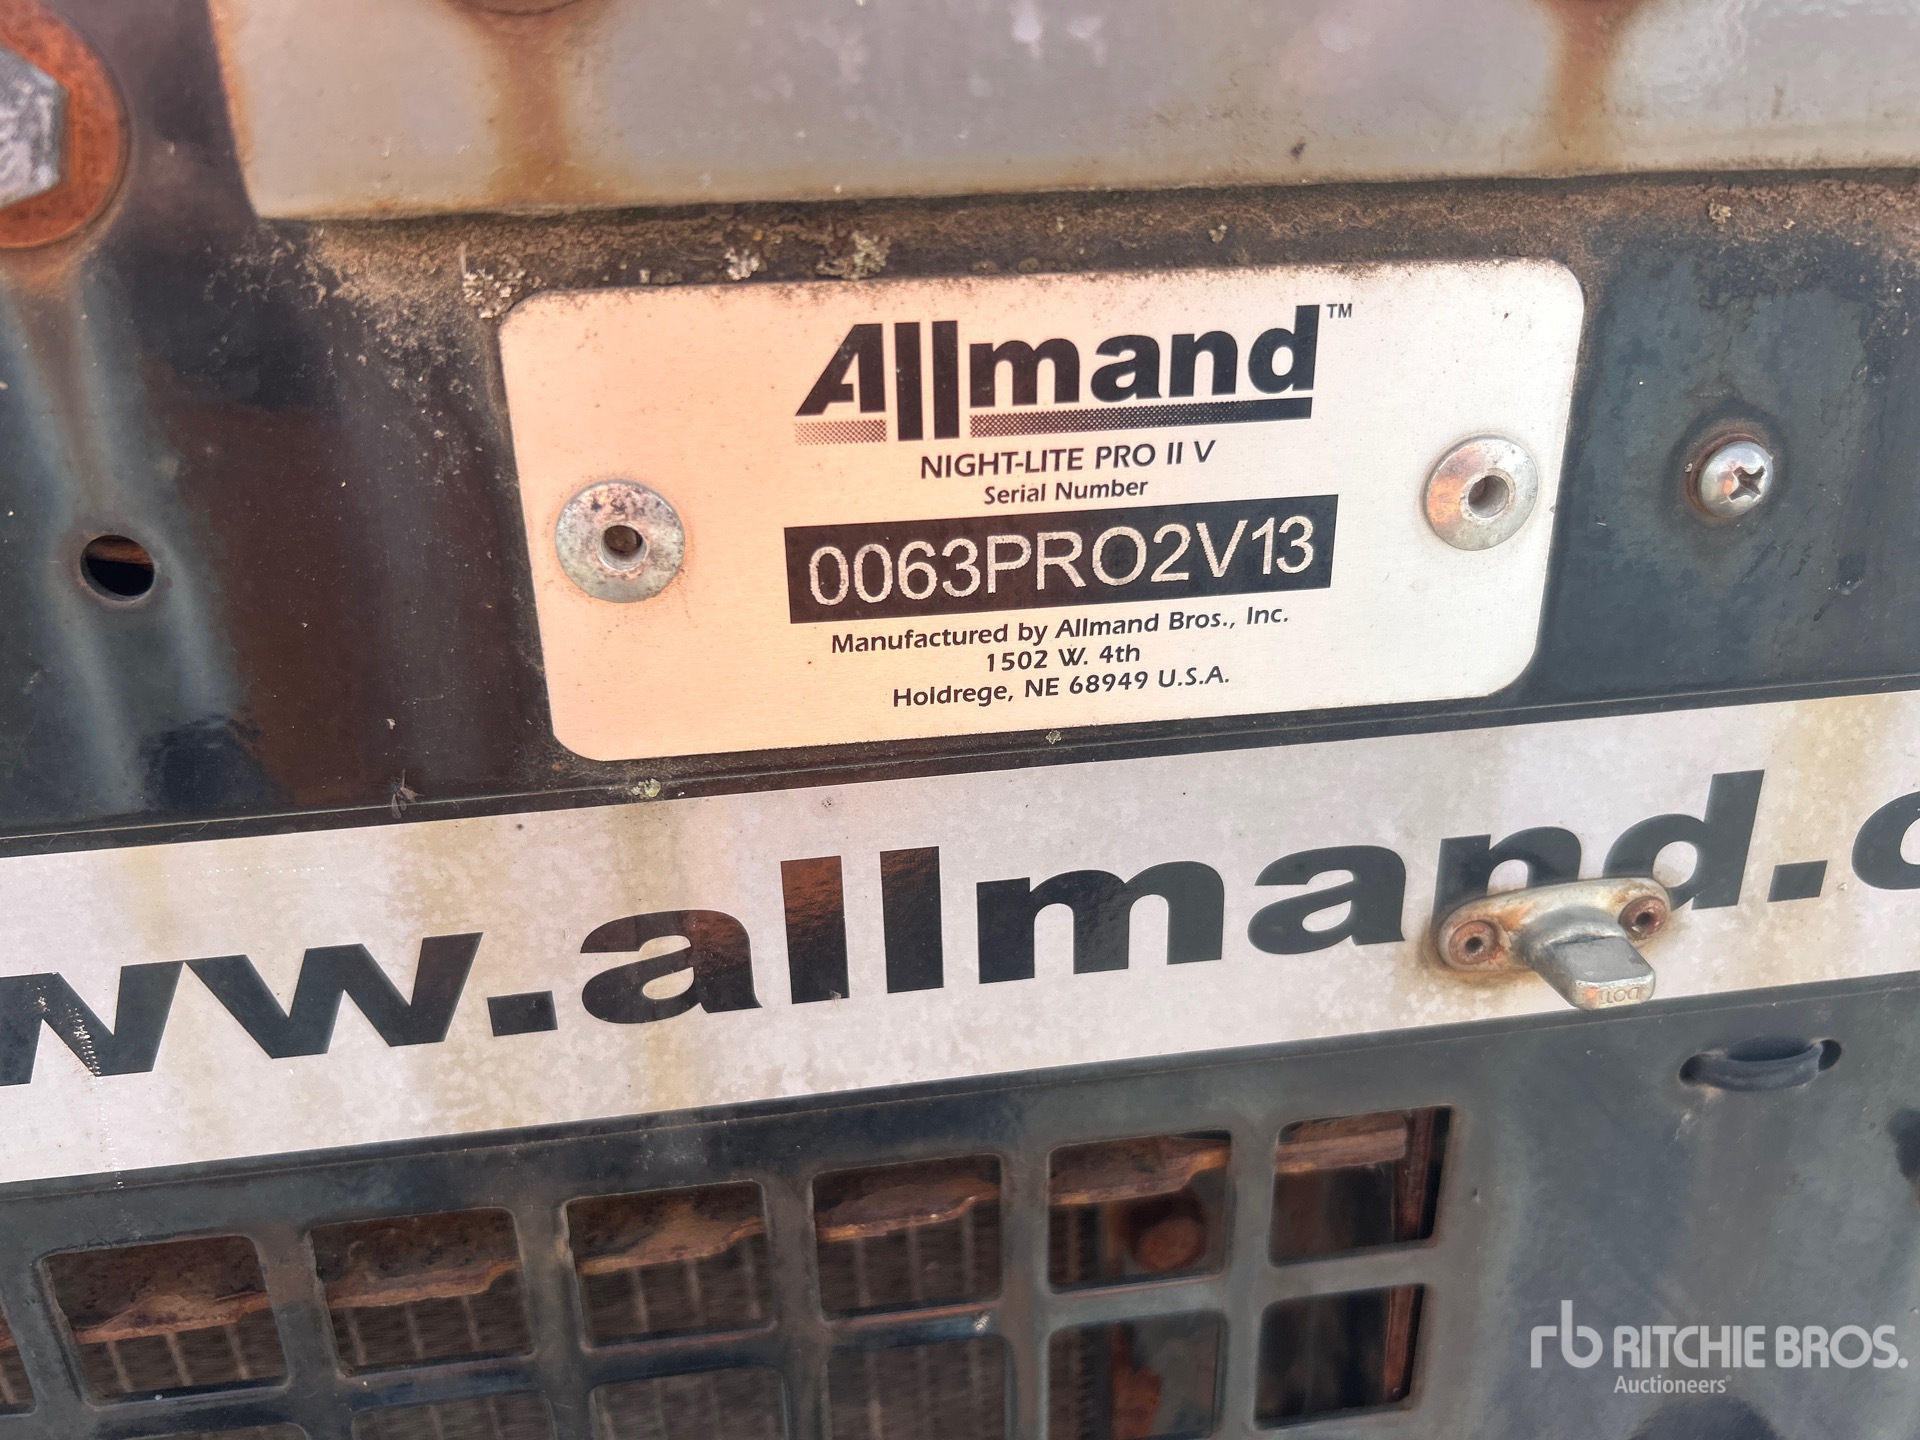 Allmand™
NIGHT-LITE PRO II V
Serial Number
0063PRO2V13
Manufactured by Allmand Bros., Inc.
1502 W. 4th
Holdrege, NE 68949 U.S.A.
ww.allmand.c
rb RITCHIE BROS.
Auctioneers